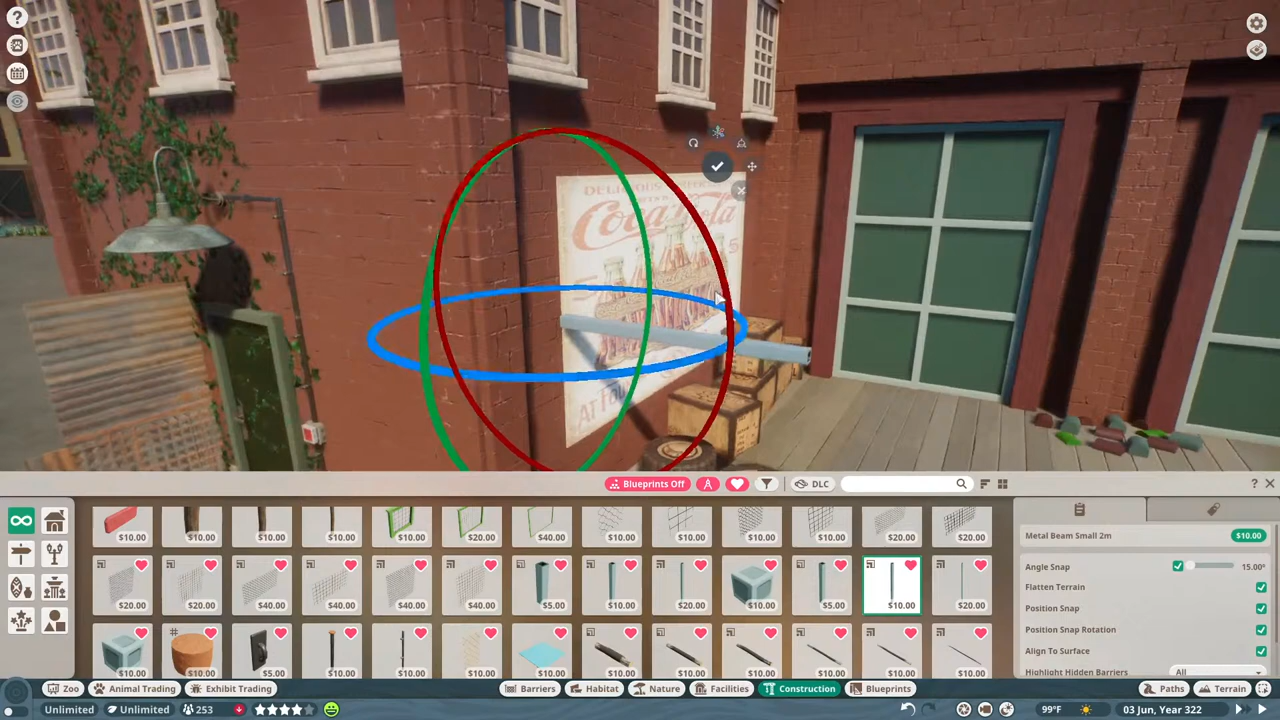 DELICIOUS
Coca-Cola
5
AT FOU
Blueprints Off
DLC
? ×
$10.00 $10.00 $10.00 $10.00 $10.00 $20.00 $40.00 $10.00 $10.00 $10.00 $10.00 $20.00 $20.00
$20.00 $20.00 $40.00 $40.00 $40.00 $40.00 $5.00 $10.00 $20.00 $10.00 $5.00 $10.00 $20.00
$10.00 $10.00 $5.00 $10.00 $10.00 $10.00 $10.00 $10.00 $10.00 $10.00 $10.00 $10.00 $10.00
Metal Beam Small 2m $10.00
Angle Snap 15.00°
Flatten Terrain
Position Snap
Position Snap Rotation
Align To Surface
Highlight Hidden Barriers All
Zoo Animal Trading Exhibit Trading Barriers Habitat Nature Facilities Construction Blueprints Paths Terrain
Unlimited Unlimited 253 99°F 03 Jun, Year 322